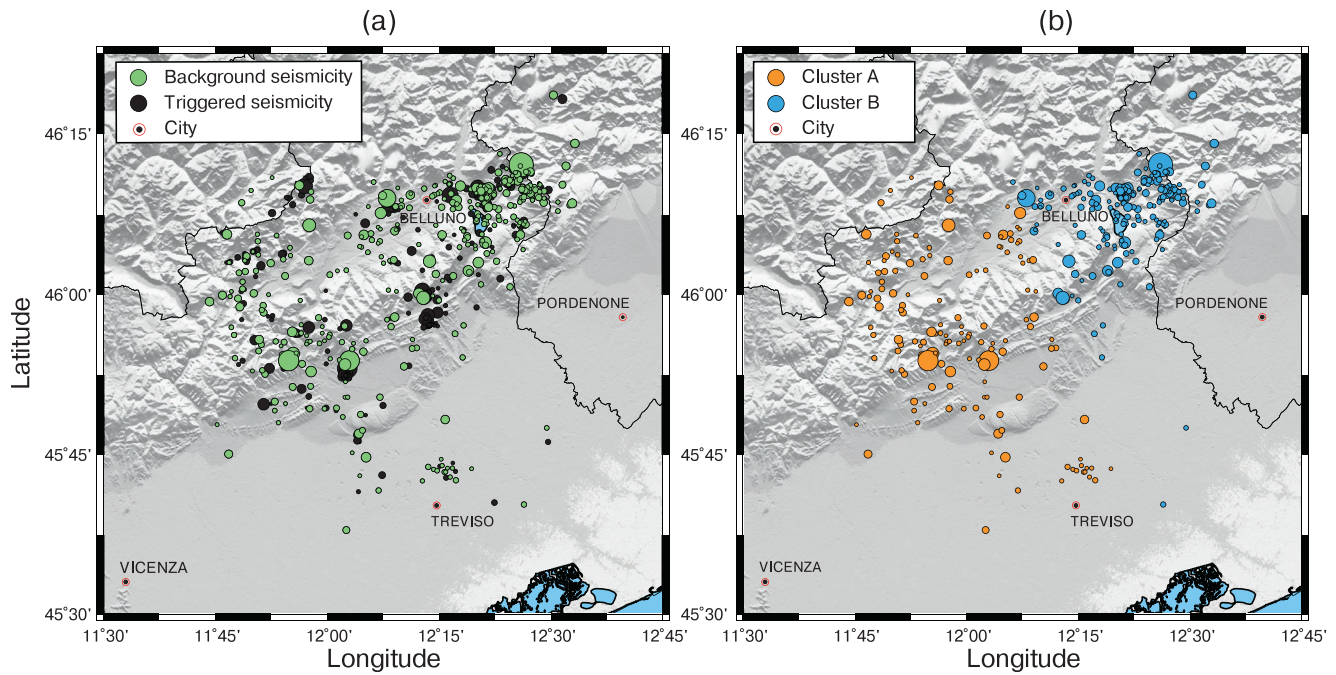 (a)
Background seismicity
Triggered seismicity
City
BELLUNO
PORDENONE
TREVISO
VICENza
46°15'
46°00'
45°45'
45°30'
11°30'
11°45'
12°00'
12°15'
12°30'
12°45'
Latitude
Longitude
(b)
Cluster A
Cluster B
City
BELLUNO
PORDENONE
TREVISO
VICENZA
46°15'
46°00'
45°45'
45°30'
11°30'
11°45'
12°00'
12°15'
12°30'
12°45'
Longitude